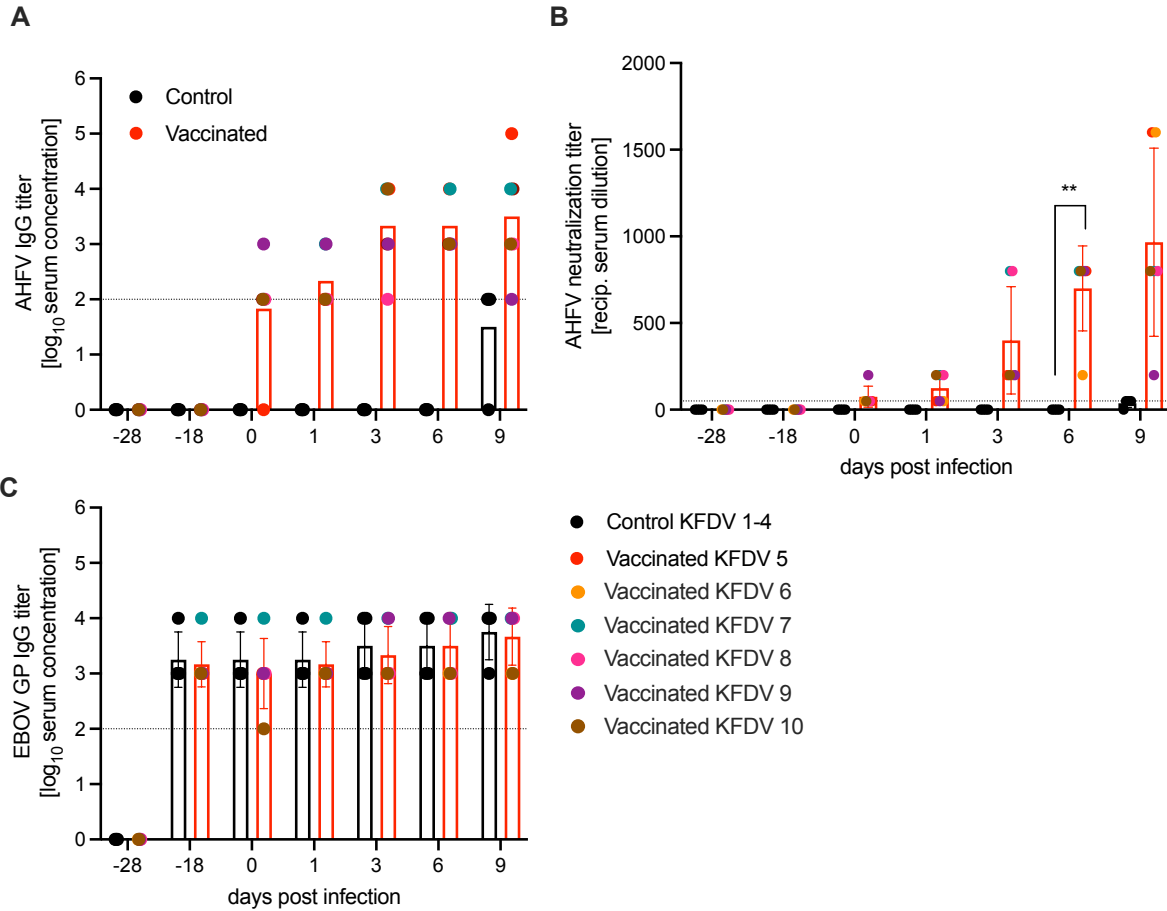 A
AHFV IgG titer
[log10 serum concentration]
6
5
4
3
2
1
0
Control
Vaccinated
-28 -18 0 1 3 6 9
B
AHFV neutralization titer
[recip. serum dilution]
2000
1500
1000
500
0
**
-28 -18 0 1 3 6 9
days post infection
C
EBOV GP IgG titer
[log10 serum concentration]
6
5
4
3
2
1
0
-28 -18 0 1 3 6 9
days post infection
Control KFDV 1-4
Vaccinated KFDV 5
Vaccinated KFDV 6
Vaccinated KFDV 7
Vaccinated KFDV 8
Vaccinated KFDV 9
Vaccinated KFDV 10